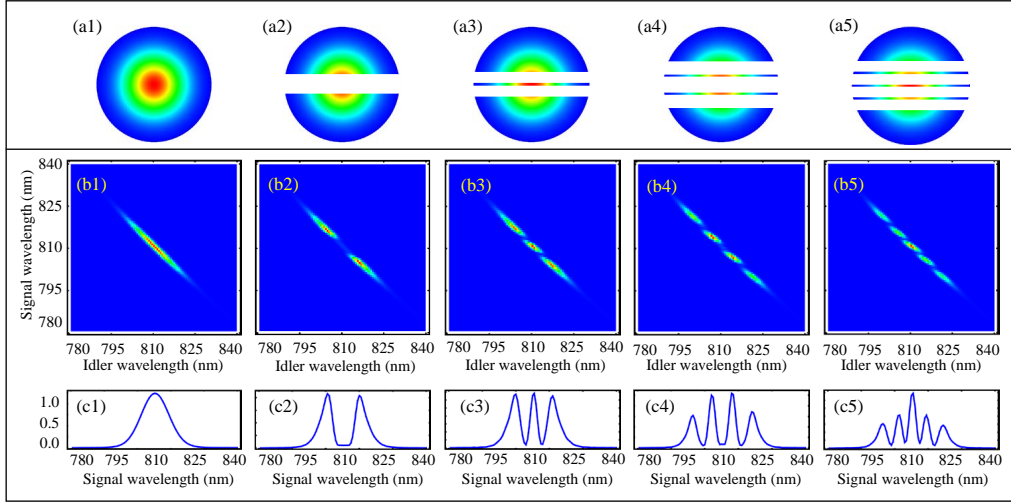 (a1) (a2) (a3) (a4) (a5)
840
825
810
795
780
Signal wavelength (nm)
(b1) (b2) (b3) (b4) (b5)
780 795 810 825 840 780 795 810 825 840 780 795 810 825 840 780 795 810 825 840 780 795 810 825 840
Idler wavelength (nm) Idler wavelength (nm) Idler wavelength (nm) Idler wavelength (nm) Idler wavelength (nm)
1.0
0.5
0.0
(c1) (c2) (c3) (c4) (c5)
780 795 810 825 840 780 795 810 825 840 780 795 810 825 840 780 795 810 825 840 780 795 810 825 840
Signal wavelength (nm) Signal wavelength (nm) Signal wavelength (nm) Signal wavelength (nm) Signal wavelength (nm)